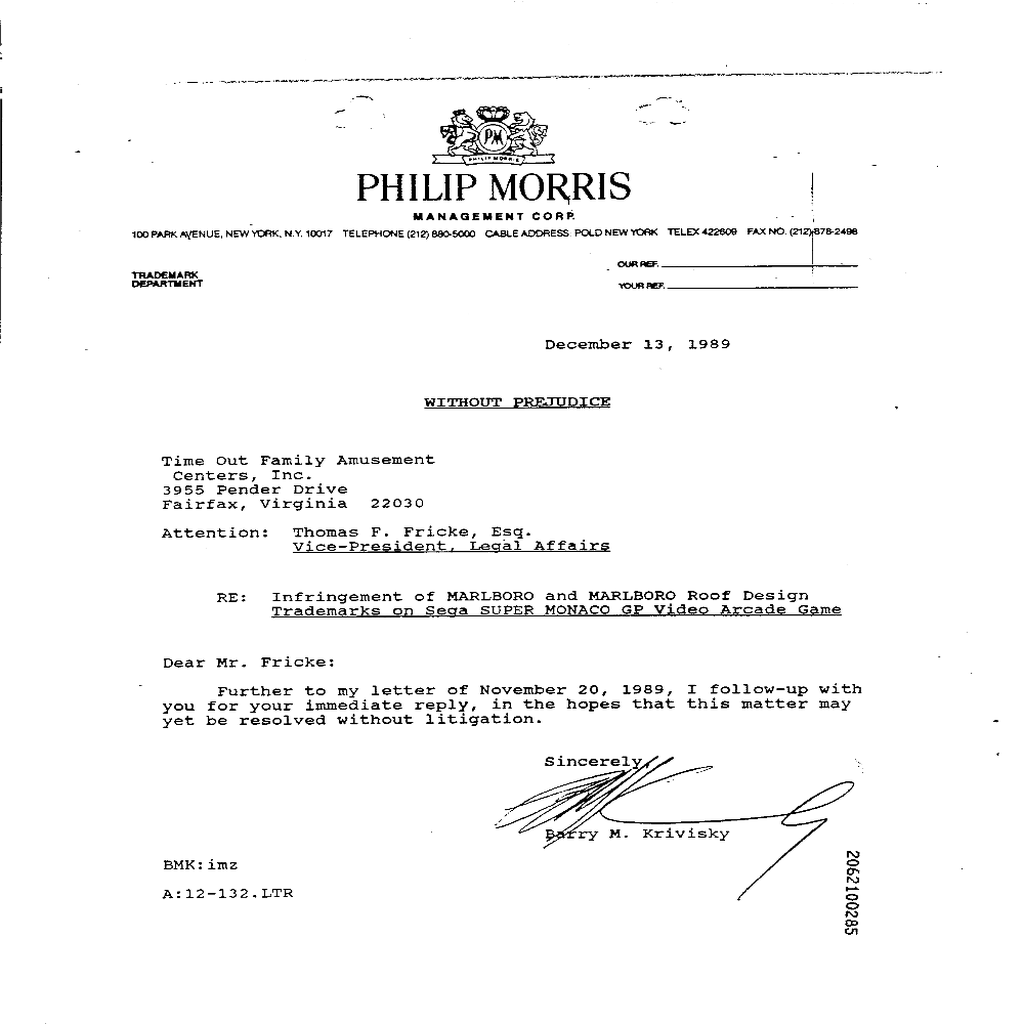 PM
PHILIP MORRIS
PHILIP MORRIS
MANAGEMENT CORP.
100 PARK AVENUE, NEW YORK, N.Y. 10017 TELEPHONE (212) 880-5000 CABLE ADDRESS: POLD NEW YORK TELEX 422609 FAX NO. (212) 878-2498
OUR REF.
TRADEMARK
DEPARTMENT
YOUR REF.
December 13, 1989
WITHOUT PREJUDICE
Time Out Family Amusement
Centers, Inc.
3955 Pender Drive
Fairfax, Virginia 22030
Attention: Thomas F. Fricke, Esq.
Vice-President, Legal Affairs
RE: Infringement of MARLBORO and MARLBORO Roof Design
Trademarks on Sega SUPER MONACO GP Video Arcade Game
Dear Mr. Fricke:
Further to my letter of November 20, 1989, I follow-up with
you for your immediate reply, in the hopes that this matter may
yet be resolved without litigation.
Sincerely,
Barry M. Krivisky
BMK:imz
A:12-132.LTR
2062100285